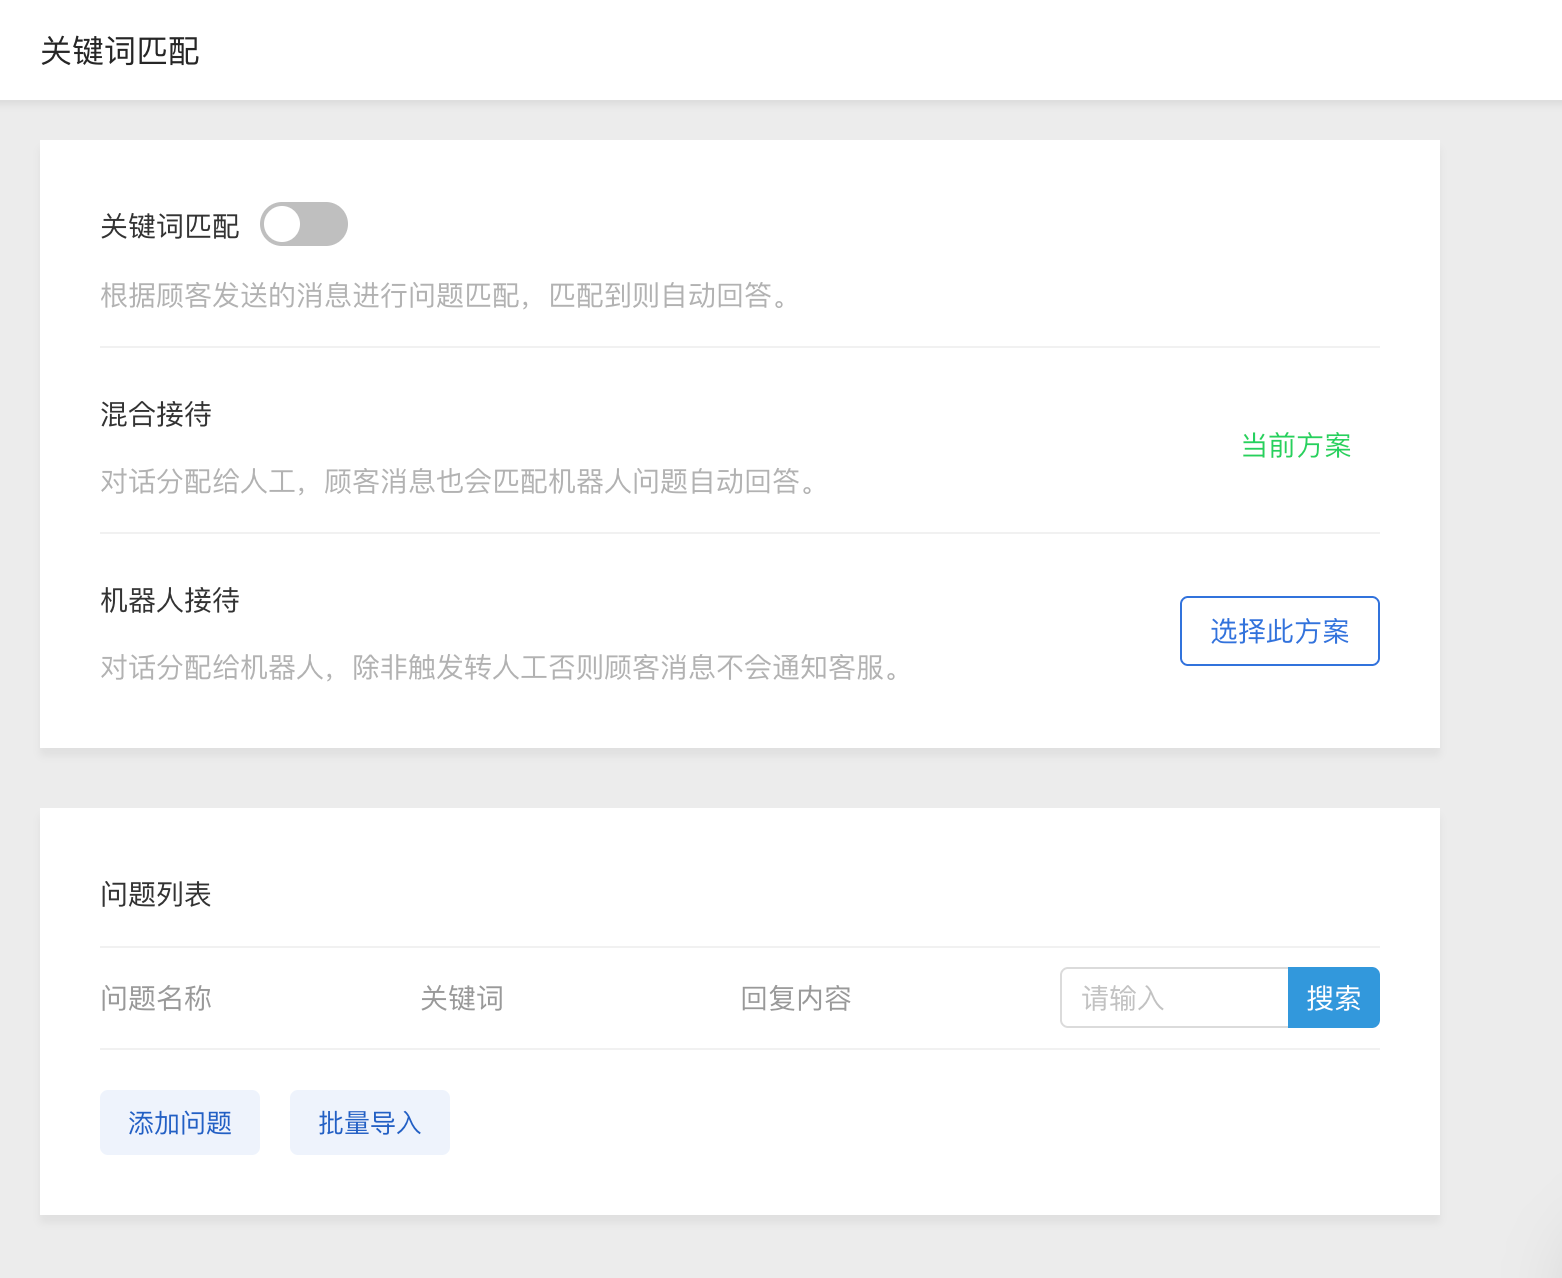 关键词匹配
关键词匹配
根据顾客发送的消息进行问题匹配，匹配到则自动回答。
混合接待
当前方案
对话分配给人工，顾客消息也会匹配机器人问题自动回答。
机器人接待
选择此方案
对话分配给机器人，除非触发转人工否则顾客消息不会通知客服。
问题列表
问题名称 关键词 回复内容 请输入 搜索
添加问题 批量导入